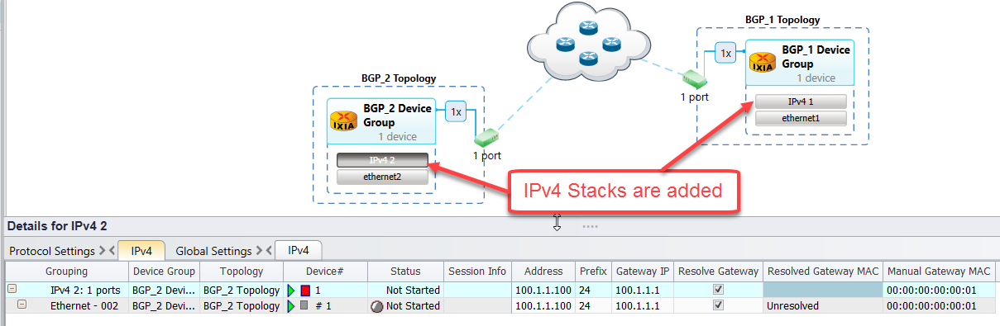 BGP_1 Topology
1x
IXIA
BGP_1 Device
Group
1 device
1 port
IPv4 1
ethernet1
BGP_2 Topology
IXIA
BGP_2 Device
Group
1 device
1x
1 port
IPv4 2
ethernet2
IPv4 Stacks are added
Details for IPv4 2
Protocol Settings IPv4 Global Settings IPv4
Grouping Device Group Topology Device# Status Session Info Address Prefix Gateway IP Resolve Gateway Resolved Gateway MAC Manual Gateway MAC
IPv4 2: 1 ports BGP_2 Devi... BGP_2 Topology 1 Not Started 100.1.1.100 24 100.1.1.1 00:00:00:00:00:01
Ethernet - 002 BGP_2 Devi... BGP_2 Topology # 1 Not Started 100.1.1.100 24 100.1.1.1 Unresolved 00:00:00:00:00:01